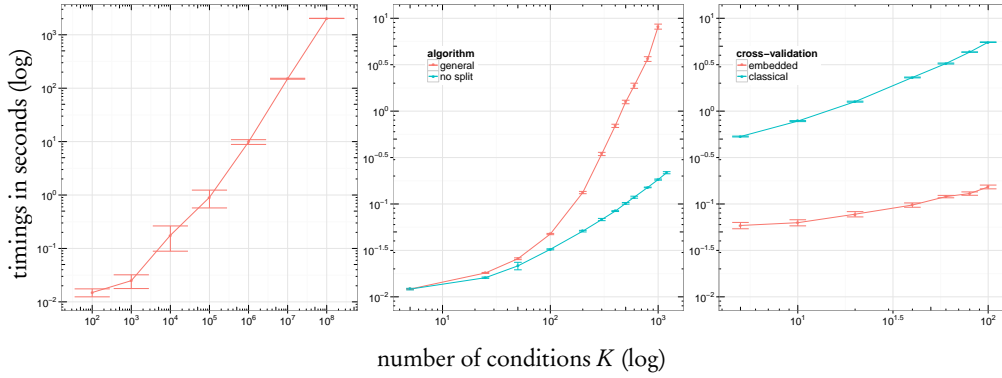 timings in seconds (log)
10^3
10^2
10^1
10^0
10^−1
10^−2
10^2 10^3 10^4 10^5 10^6 10^7 10^8
10^1
10^0.5
10^0
10^−0.5
10^−1
10^−1.5
10^−2
algorithm
general
no split
10^1 10^2 10^3
10^1
10^0.5
10^0
10^−0.5
10^−1
10^−1.5
10^−2
cross−validation
embedded
classical
10^1 10^1.5 10^2
number of conditions K (log)